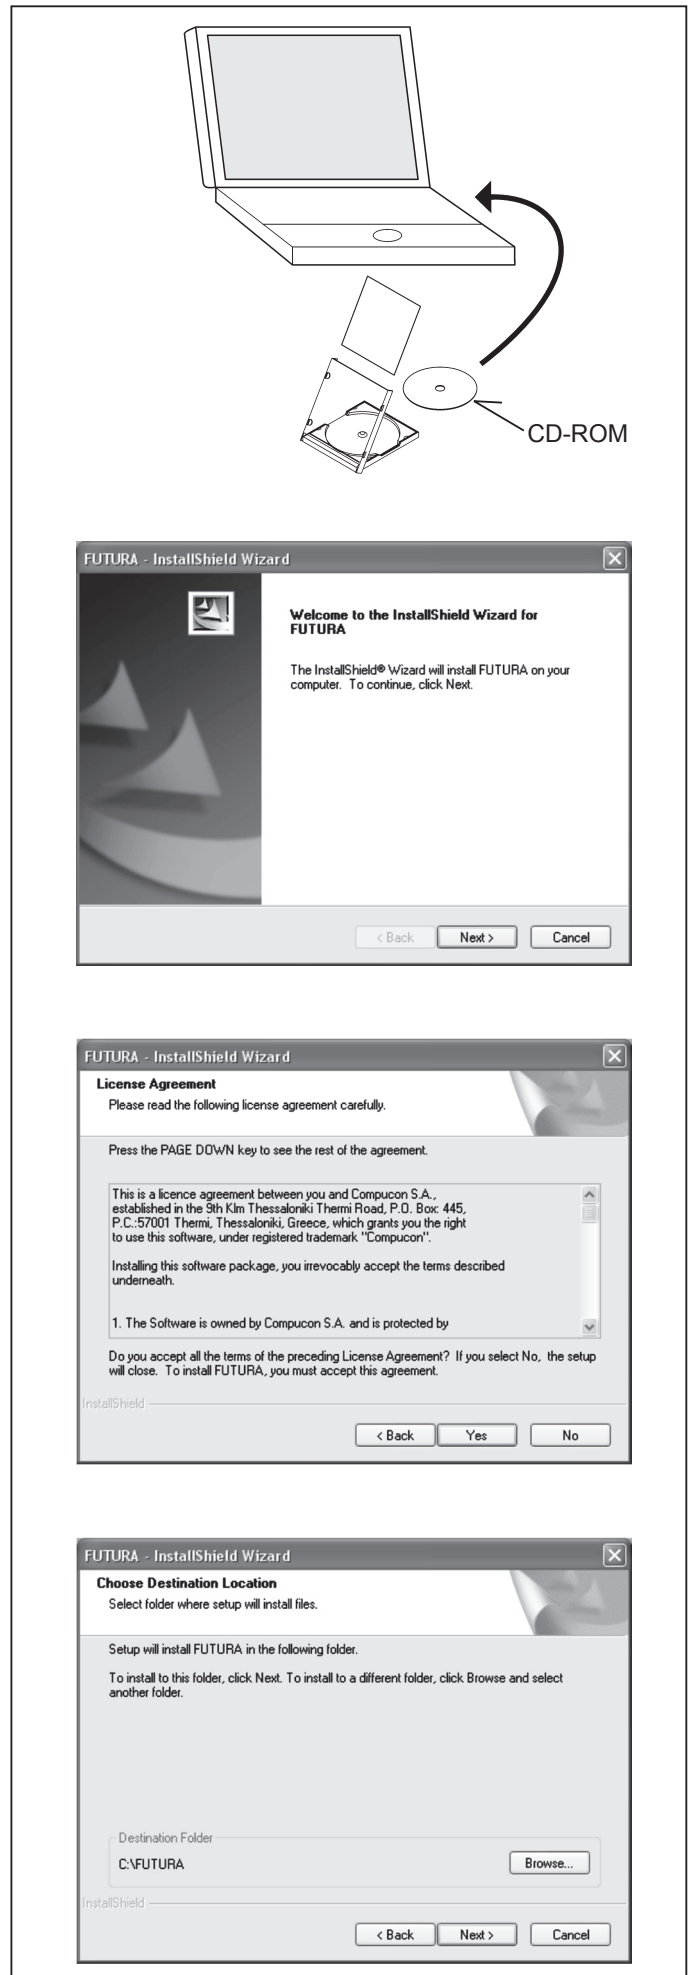 CD-ROM
FUTURA - InstallShield Wizard
Welcome to the InstallShield Wizard for
FUTURA
The InstallShield® Wizard will install FUTURA on your
computer. To continue, click Next.
< Back Next > Cancel
FUTURA - InstallShield Wizard
License Agreement
Please read the following license agreement carefully.
Press the PAGE DOWN key to see the rest of the agreement.
This is a licence agreement between you and Compucon S.A.,
established in the 9th Klm Thessaloniki Thermi Road, P.O. Box: 445,
P.C.:57001 Thermi, Thessaloniki, Greece, which grants you the right
to use this software, under registered trademark "Compucon".
Installing this software package, you irrevocably accept the terms described
underneath.
1. The Software is owned by Compucon S.A. and is protected by
Do you accept all the terms of the preceding License Agreement? If you select No, the setup
will close. To install FUTURA, you must accept this agreement.
InstallShield
< Back Yes No
FUTURA - InstallShield Wizard
Choose Destination Location
Select folder where setup will install files.
Setup will install FUTURA in the following folder.
To install to this folder, click Next. To install to a different folder, click Browse and select
another folder.
Destination Folder
C:\FUTURA Browse...
InstallShield
< Back Next > Cancel